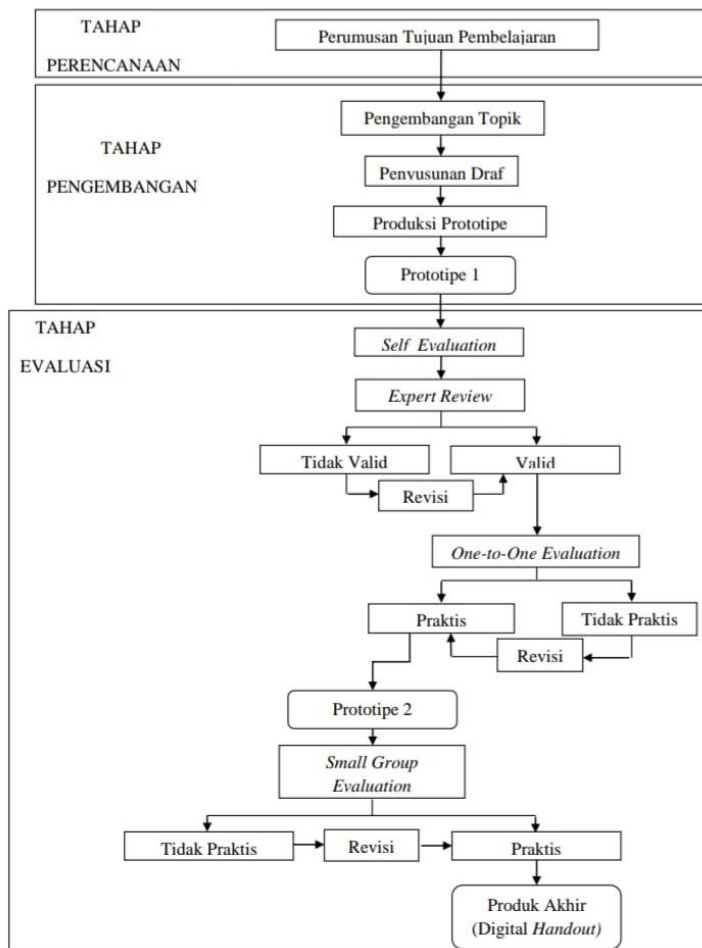 TAHAP
PERENCANAAN
Perumusan Tujuan Pembelajaran
TAHAP
PENGEMBANGAN
Pengembangan Topik
Penyusunan Draf
Produksi Prototipe
Prototipe 1
TAHAP
EVALUASI
Self Evaluation
Expert Review
Tidak Valid
Valid
Revisi
One-to-One Evaluation
Praktis
Tidak Praktis
Revisi
Prototipe 2
Small Group
Evaluation
Tidak Praktis
Revisi
Praktis
Produk Akhir
(Digital Handout)